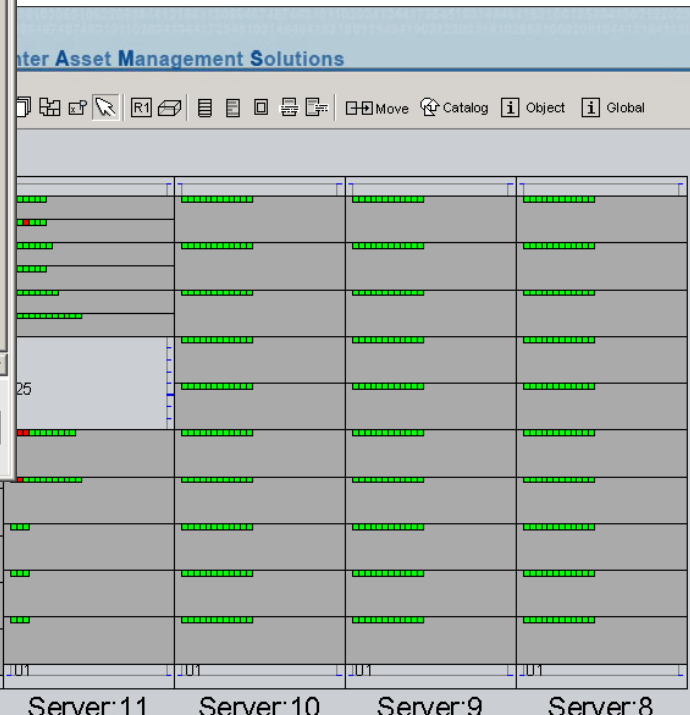 nter Asset Management Solutions
R1 Move Catalog i Object i Global
25
U1 U1 U1 U1
Server:11 Server:10 Server:9 Server:8